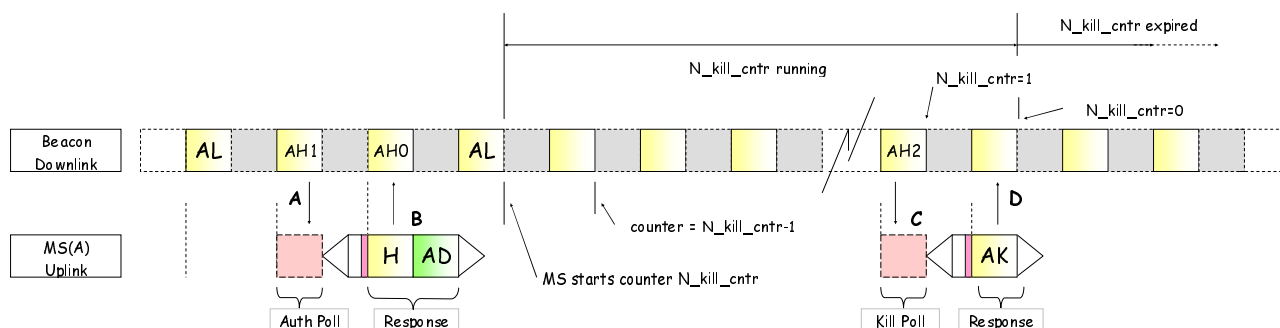 N_kill_cntr expired
N_kill_cntr running
N_kill_cntr=1
N_kill_cntr=0
Beacon
Downlink
AL
AH1
AH0
AL
AH2
A
B
C
D
counter = N_kill_cntr-1
MS(A)
Uplink
H
AD
AK
MS starts counter N_kill_cntr
Auth Poll
Response
Kill Poll
Response